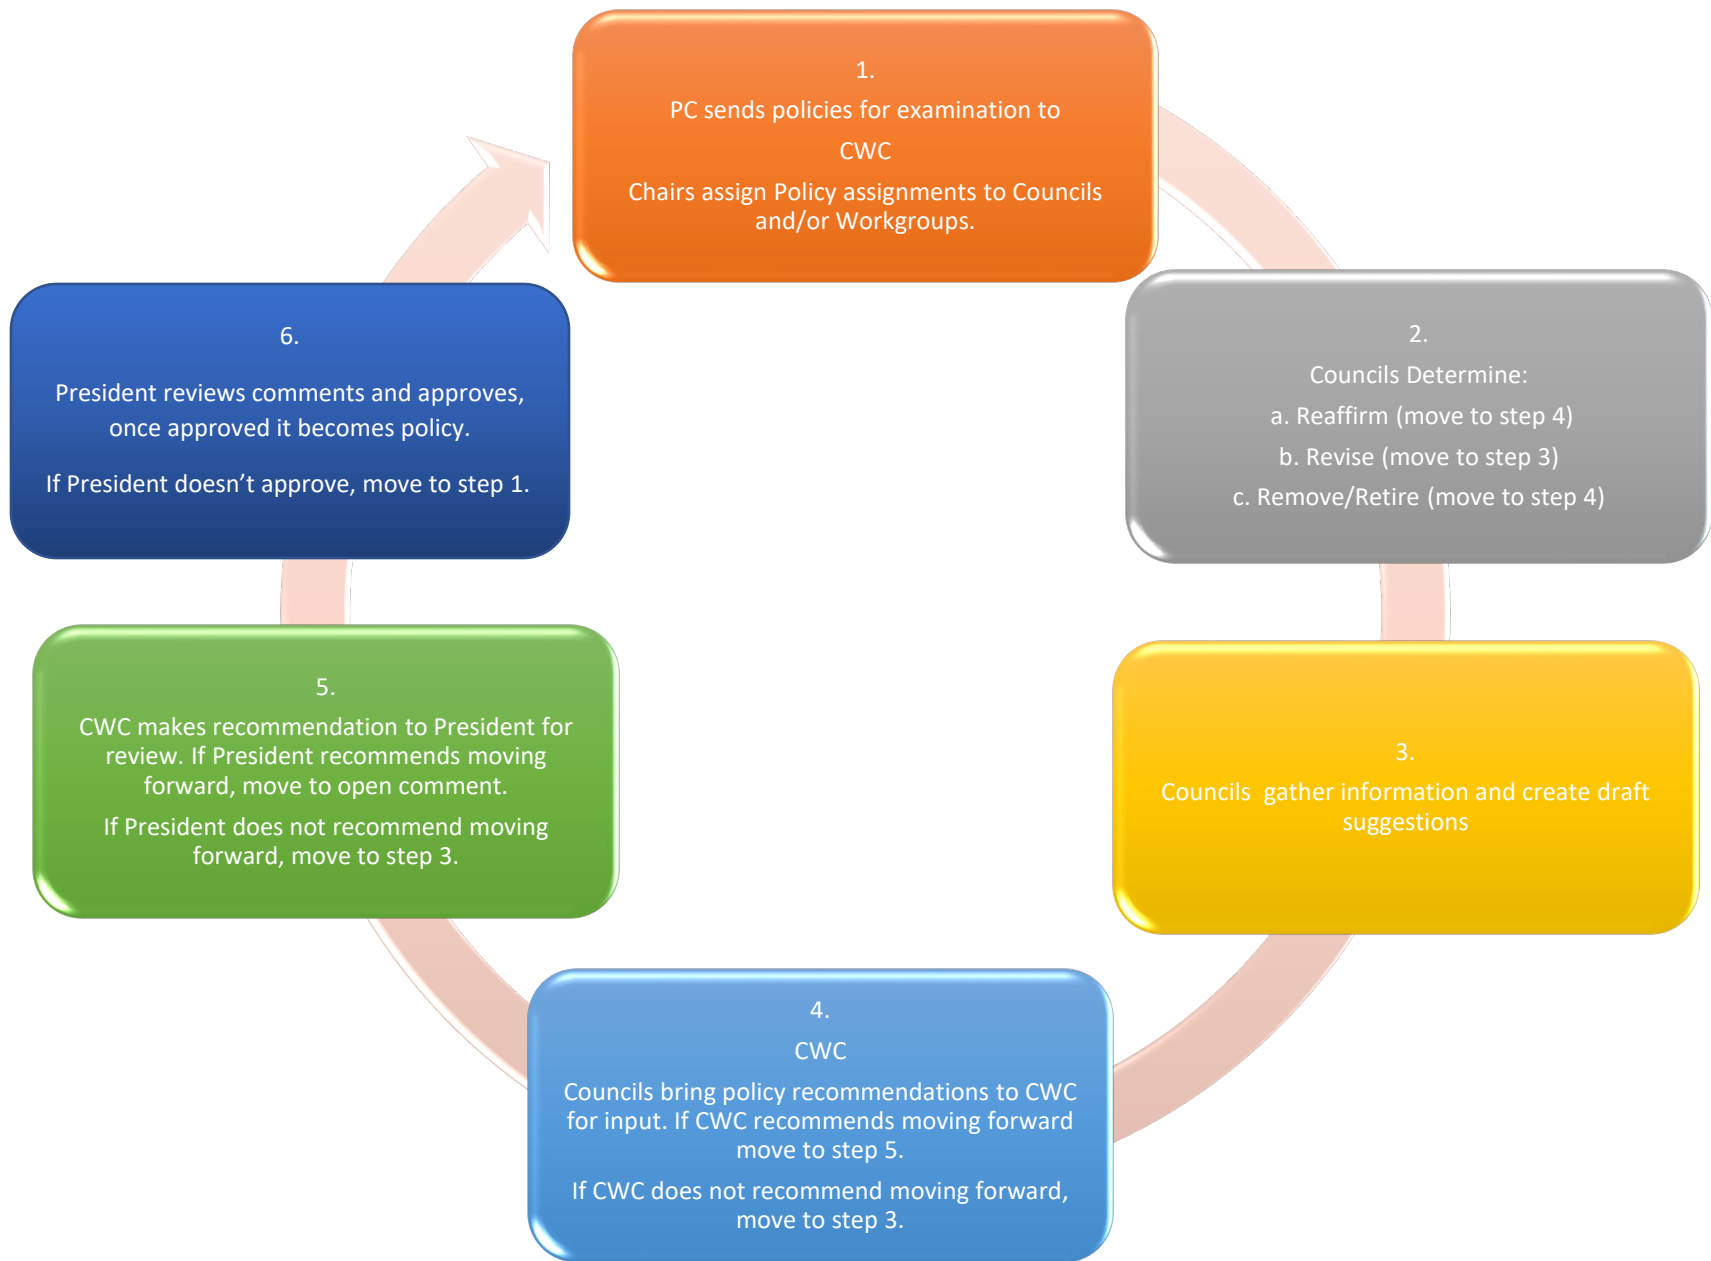 1.
PC sends policies for examination to
CWC
Chairs assign Policy assignments to Councils
and/or Workgroups.
2.
Councils Determine:
a. Reaffirm (move to step 4)
b. Revise (move to step 3)
c. Remove/Retire (move to step 4)
3.
Councils  gather information and create draft
suggestions
4.
CWC
Councils bring policy recommendations to CWC
for input. If CWC recommends moving forward
move to step 5.
If CWC does not recommend moving forward,
move to step 3.
5.
CWC makes recommendation to President for
review. If President recommends moving
forward, move to open comment.
If President does not recommend moving
forward, move to step 3.
6.
President reviews comments and approves,
once approved it becomes policy.
If President doesn’t approve, move to step 1.